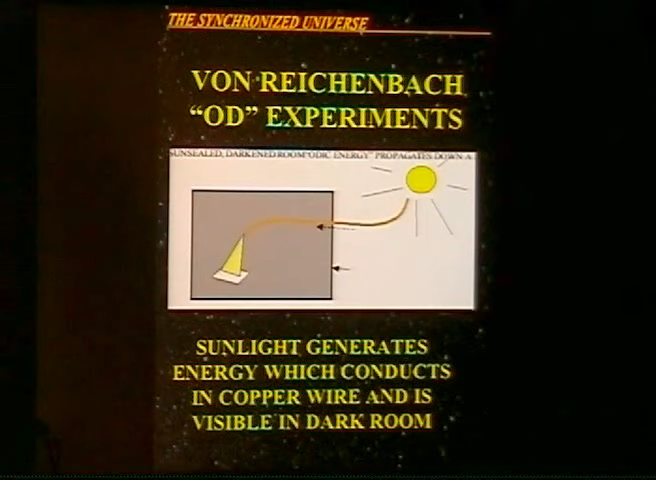 THE SYNCHRONIZED UNIVERSE
VON REICHENBACH
“OD” EXPERIMENTS
SUNSEALED, DARKENED ROOM"ODIC ENERGY" PROPAGATES DOWN A
SUNLIGHT GENERATES
ENERGY WHICH CONDUCTS
IN COPPER WIRE AND IS
VISIBLE IN DARK ROOM